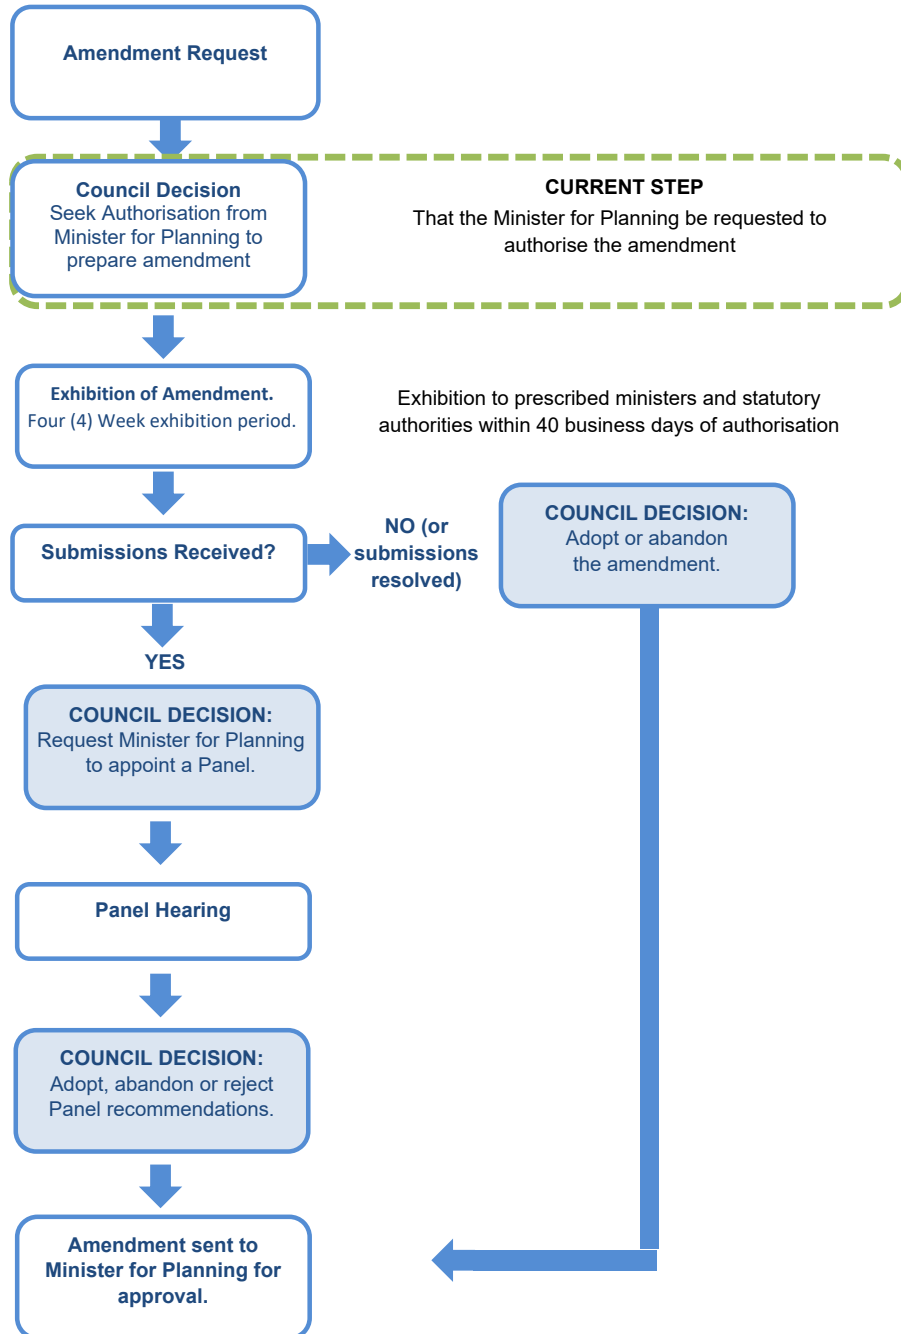 Amendment Request
Council Decision
Seek Authorisation from
Minister for Planning to
prepare amendment
CURRENT STEP
That the Minister for Planning be requested to
authorise the amendment
Exhibition of Amendment.
Four (4) Week exhibition period.
Exhibition to prescribed ministers and statutory
authorities within 40 business days of authorisation
Submissions Received?
NO (or
submissions
resolved)
COUNCIL DECISION:
Adopt or abandon
the amendment.
YES
COUNCIL DECISION:
Request Minister for Planning
to appoint a Panel.
Panel Hearing
COUNCIL DECISION:
Adopt, abandon or reject
Panel recommendations.
Amendment sent to
Minister for Planning for
approval.